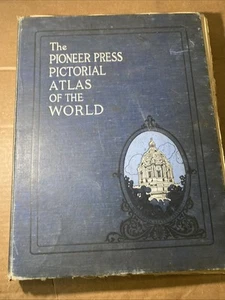 The
PIONEER PRESS
PICTORIAL
ATLAS
OF THE
WORLD